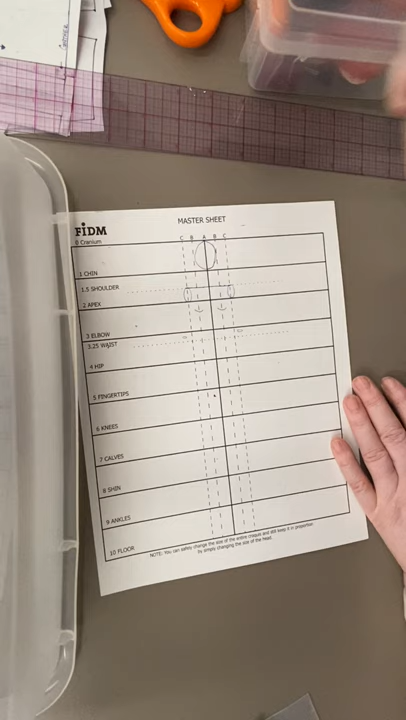 MASTER SHEET
FIDM
0 Cranium
C B A B C
1 CHIN
1.5 SHOULDER
2 APEX
3 ELBOW
3.25 WAIST
4 HIP
5 FINGERTIPS
6 KNEES
7 CALVES
8 SHIN
9 ANKLES
10 FLOOR
NOTE: You can safely change the size of the entire croquis and still keep it in proportion
by simply changing the size of the head.